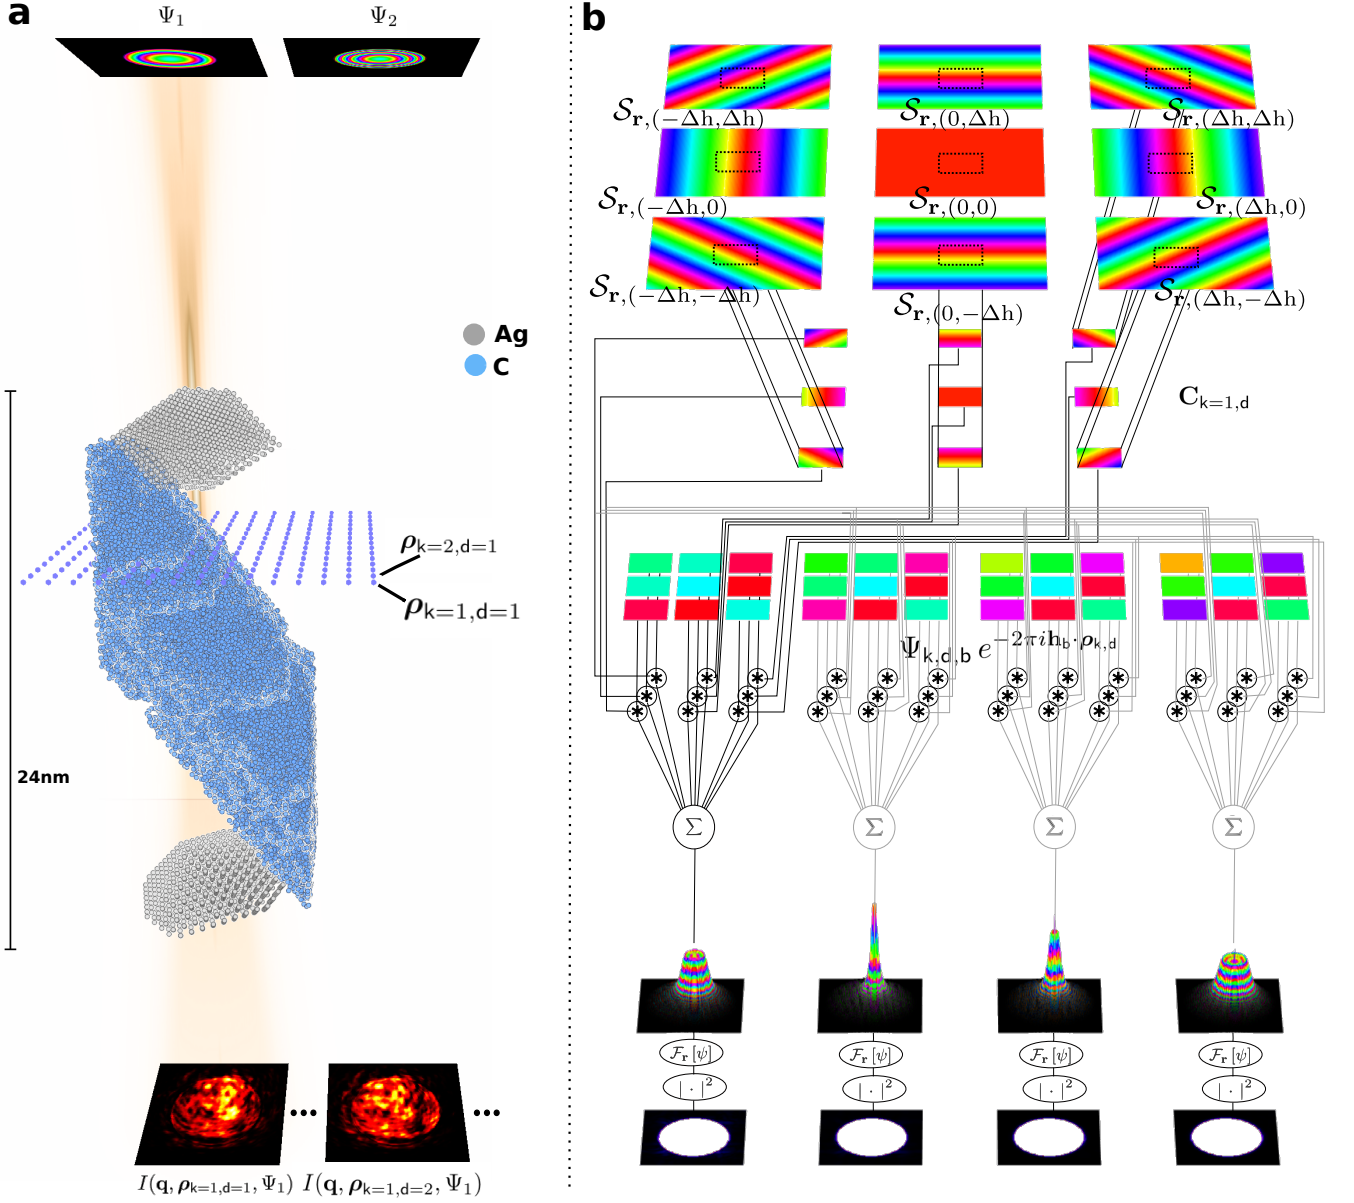 a
Ψ₁ Ψ₂
Ag
C
ρk=2,d=1
ρk=1,d=1
24nm
I(q, ρk=1,d=1, Ψ₁) I(q, ρk=1,d=2, Ψ₁)
b
𝒮r,(−Δh,Δh) 𝒮r,(0,Δh) 𝒮r,(Δh,Δh)
𝒮r,(−Δh,0) 𝒮r,(0,0) 𝒮r,(Δh,0)
𝒮r,(−Δh,−Δh) 𝒮r,(0,−Δh) 𝒮r,(Δh,−Δh)
Ck=1,d
Ψk,d,b e^−2πihb·ρk,d
* * * * * * * * * * * *
* * * * * * * * * * * *
* * * * * * * * * * * *
Σ Σ Σ Σ
ℱr[ψ] ℱr[ψ] ℱr[ψ] ℱr[ψ]
|·|² |·|² |·|² |·|²